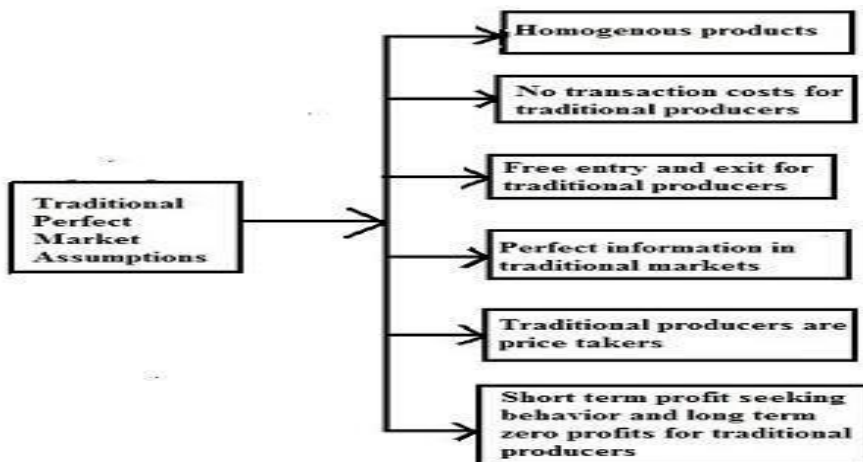 Homogenous products
No transaction costs for
traditional producers
Free entry and exit for
traditional producers
Traditional
Perfect
Market
Assumptions
Perfect information in
traditional markets
Traditional producers are
price takers
Short term profit seeking
behavior and long term
zero profits for traditional
producers